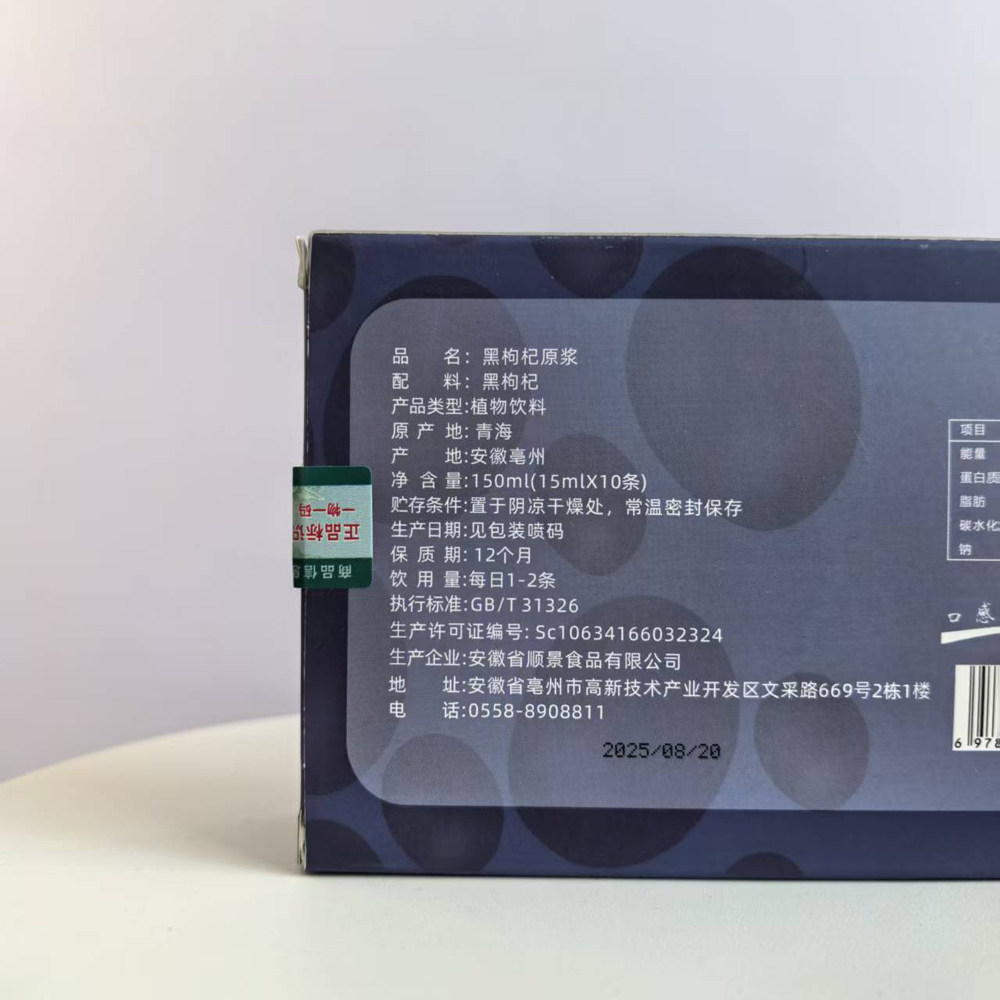 品 名：黑枸杞原浆
配 料：黑枸杞
产品类型:植物饮料
原 产 地：青海
产 地:安徽亳州
净 含 量:150ml(15mlX10条)
贮存条件:置于阴凉干燥处，常温密封保存
生产日期:见包装喷码
保 质 期：12个月
饮 用 量:每日1-2条
执行标准:GB/T 31326
生产许可证编号：Sc10634166032324
生产企业:安徽省顺景食品有限公司
地 址:安徽省亳州市高新技术产业开发区文采路669号2栋1楼
电 话:0558-8908811
2025/08/20
商品信息
正品标识
一物一码
项目
能量
蛋白质
脂肪
碳水化
钠
口感
6 978